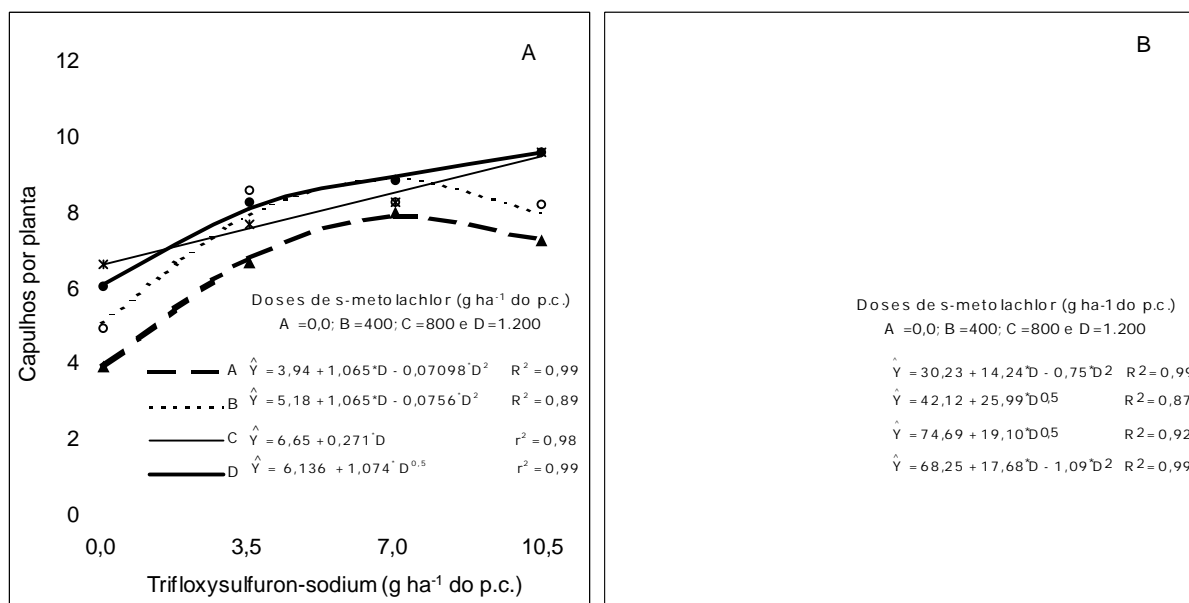 A
12
10
8
6
4
2
0
Capulhos por planta
Doses de s-metolachlor (g ha⁻¹ do p.c.)
A =0,0; B =400; C =800 e D=1.200
A Ŷ = 3,94 + 1,065*D - 0,07098*D² R² = 0,99
B Ŷ = 5,18 + 1,065*D - 0,0756*D² R² = 0,89
C Ŷ = 6,65 + 0,271*D r² = 0,98
D Ŷ = 6,136 + 1,074* D⁰,⁵ r² = 0,99
0,0 3,5 7,0 10,5
Trifloxysulfuron-sodium (g ha⁻¹ do p.c.)
B
Doses de s-metolachlor (g ha-1 do p.c.)
A =0,0; B =400; C =800 e D=1.200
Ŷ = 30,23 + 14,24*D - 0,75*D2 R2 = 0,99
Ŷ = 42,12 + 25,99*D0,5 R2 = 0,87
Ŷ = 74,69 + 19,10*D0,5 R2 = 0,92
Ŷ = 68,25 + 17,68*D - 1,09*D2 R2 = 0,99